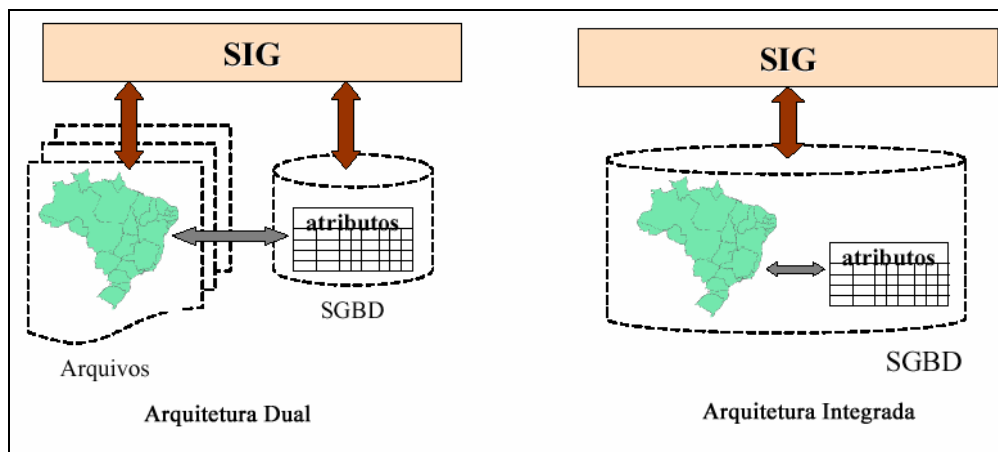 SIG
atributos
SGBD
Arquivos
Arquitetura Dual
SIG
atributos
SGBD
Arquitetura Integrada